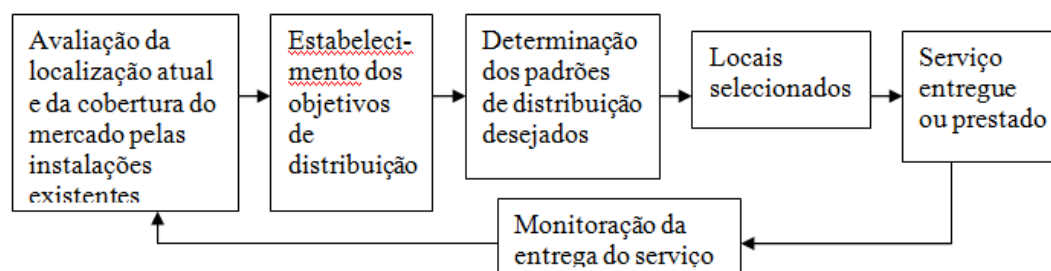 Avaliação da
localização atual
e da cobertura do
mercado pelas
instalações
existentes
Estabeleci-
mento dos
objetivos
de
distribuição
Determinação
dos padrões
de distribuição
desejados
Locais
selecionados
Serviço
entregue
ou prestado
Monitoração da
entrega do serviço